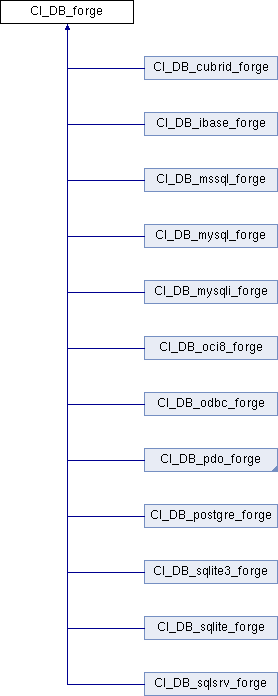 CI_DB_forge
CI_DB_cubrid_forge
CI_DB_ibase_forge
CI_DB_mssql_forge
CI_DB_mysql_forge
CI_DB_mysqli_forge
CI_DB_oci8_forge
CI_DB_odbc_forge
CI_DB_pdo_forge
CI_DB_postgre_forge
CI_DB_sqlite3_forge
CI_DB_sqlite_forge
CI_DB_sqlsrv_forge